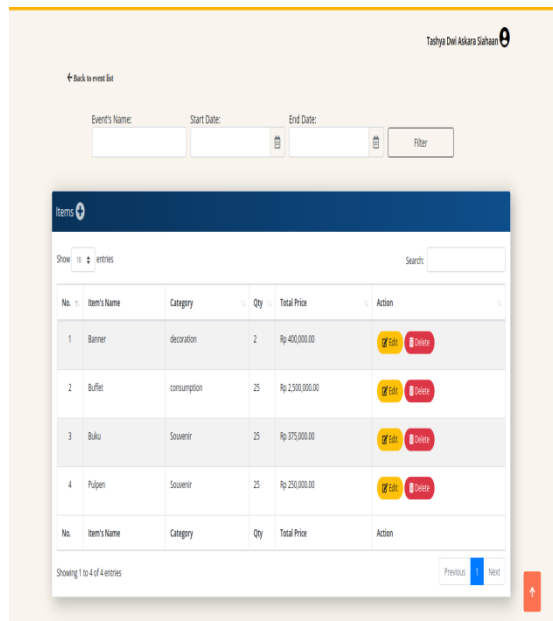 Tashya Dwi Askara Siahaan
Back to event list
Event's Name: Start Date: End Date:
Filter
Items
Show 10 entries Search:
No. Item's Name Category Qty Total Price Action
1 Banner decoration 2 Rp 400,000.00 Edit Delete
2 Buffet consumption 25 Rp 2,500,000.00 Edit Delete
3 Buku Souvenir 25 Rp 375,000.00 Edit Delete
4 Pulpen Souvenir 25 Rp 250,000.00 Edit Delete
No. Item's Name Category Qty Total Price Action
Showing 1 to 4 of 4 entries Previous 1 Next